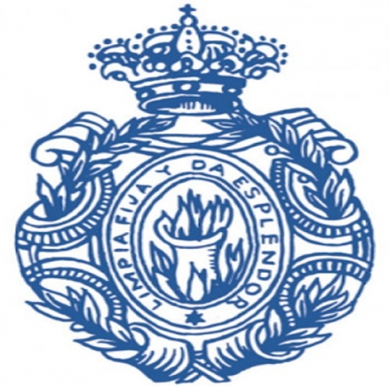 LIMPIA FIJA Y DA ESPLENDOR